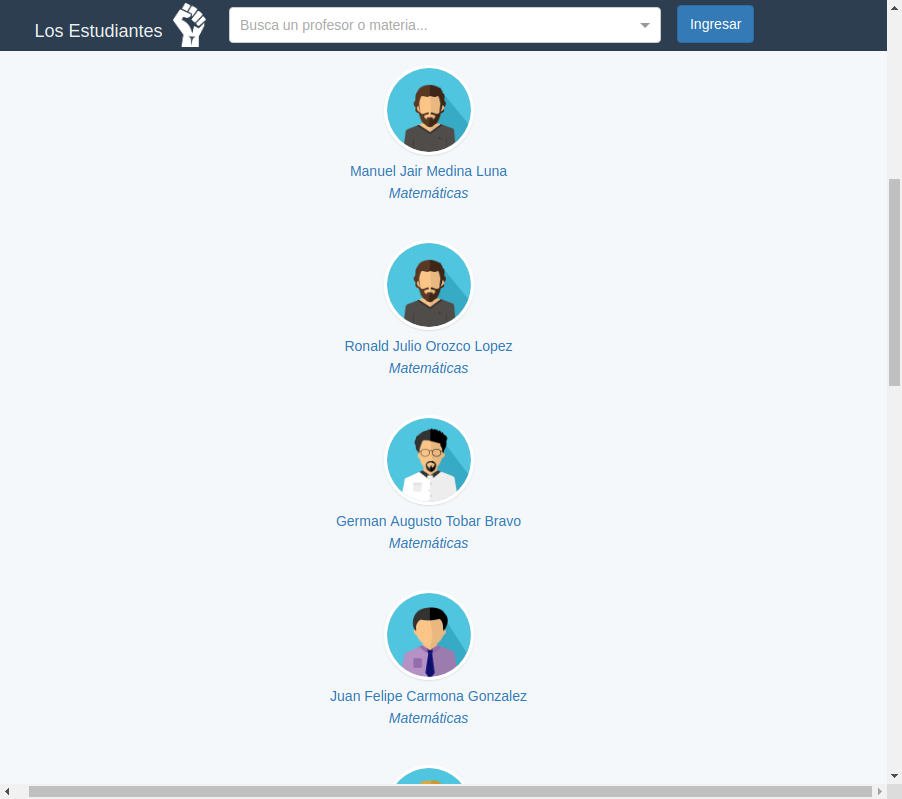 Los Estudiantes
Busca un profesor o materia...
Ingresar
Manuel Jair Medina Luna
Matemáticas
Ronald Julio Orozco Lopez
Matemáticas
German Augusto Tobar Bravo
Matemáticas
Juan Felipe Carmona Gonzalez
Matemáticas